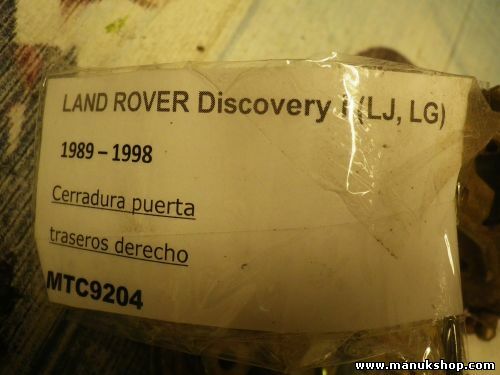 LAND ROVER Discovery I (LJ, LG)
1989 – 1998
Cerradura puerta
traseros derecho
MTC9204
www.manukshop.com